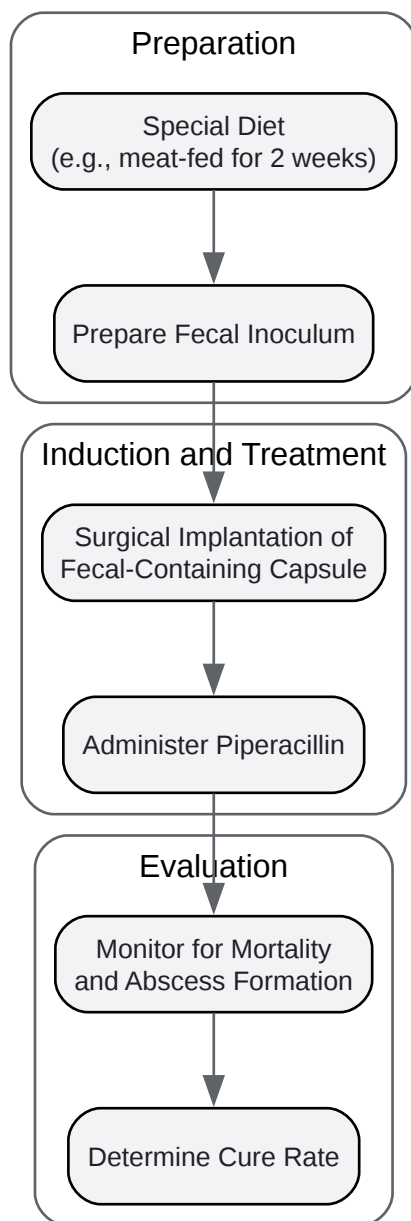 Preparation
Special Diet
(e.g., meat-fed for 2 weeks)
Prepare Fecal Inoculum
Induction and Treatment
Surgical Implantation of
Fecal-Containing Capsule
Administer Piperacillin
Evaluation
Monitor for Mortality
and Abscess Formation
Determine Cure Rate